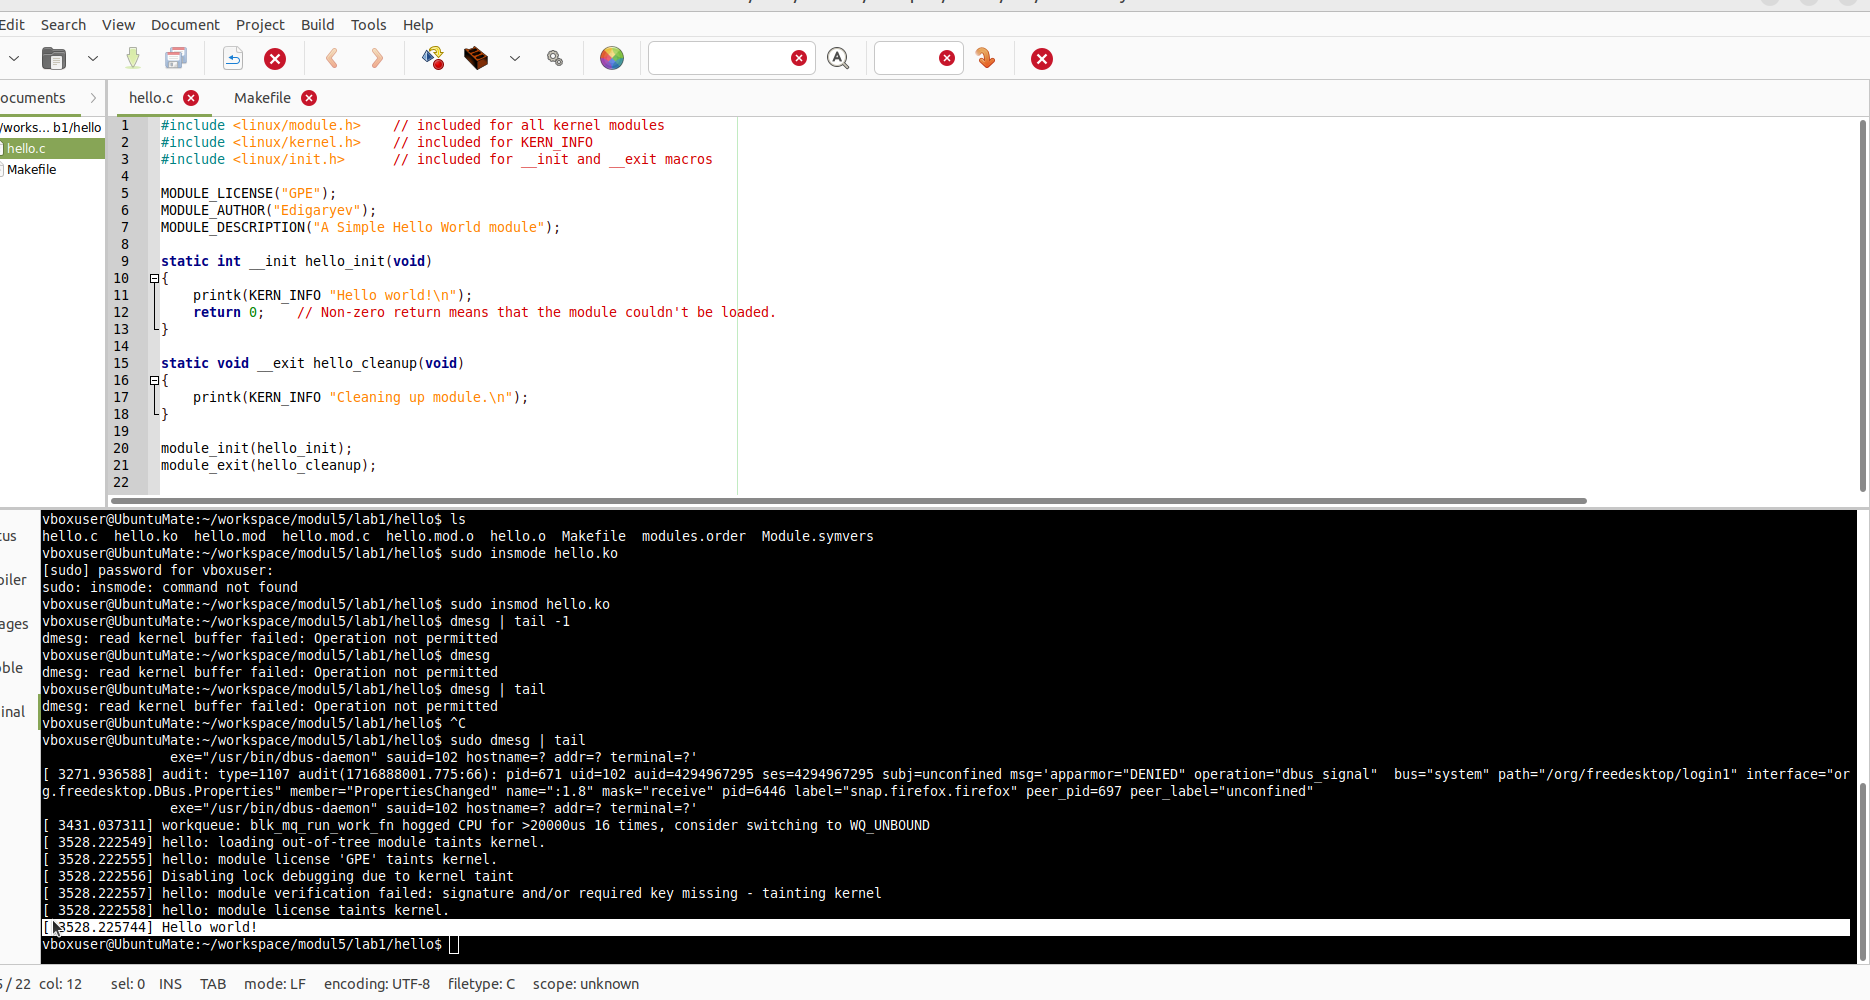 Edit Search View Document Project Build Tools Help
ocuments
hello.c Makefile
/works... b1/hello
hello.c
Makefile
1 #include <linux/module.h> // included for all kernel modules
2 #include <linux/kernel.h> // included for KERN_INFO
3 #include <linux/init.h> // included for __init and __exit macros
4
5 MODULE_LICENSE("GPE");
6 MODULE_AUTHOR("Edigaryev");
7 MODULE_DESCRIPTION("A Simple Hello World module");
8
9 static int __init hello_init(void)
10 {
11 printk(KERN_INFO "Hello world!\n");
12 return 0; // Non-zero return means that the module couldn't be loaded.
13 }
14
15 static void __exit hello_cleanup(void)
16 {
17 printk(KERN_INFO "Cleaning up module.\n");
18 }
19
20 module_init(hello_init);
21 module_exit(hello_cleanup);
22
cus
piler
ages
bble
inal
vboxuser@UbuntuMate:~/workspace/modul5/lab1/hello$ ls
hello.c hello.ko hello.mod hello.mod.c hello.mod.o hello.o Makefile modules.order Module.symvers
vboxuser@UbuntuMate:~/workspace/modul5/lab1/hello$ sudo insmode hello.ko
[sudo] password for vboxuser:
sudo: insmode: command not found
vboxuser@UbuntuMate:~/workspace/modul5/lab1/hello$ sudo insmod hello.ko
vboxuser@UbuntuMate:~/workspace/modul5/lab1/hello$ dmesg | tail -1
dmesg: read kernel buffer failed: Operation not permitted
vboxuser@UbuntuMate:~/workspace/modul5/lab1/hello$ dmesg
dmesg: read kernel buffer failed: Operation not permitted
vboxuser@UbuntuMate:~/workspace/modul5/lab1/hello$ dmesg | tail
dmesg: read kernel buffer failed: Operation not permitted
vboxuser@UbuntuMate:~/workspace/modul5/lab1/hello$ ^C
vboxuser@UbuntuMate:~/workspace/modul5/lab1/hello$ sudo dmesg | tail
exe="/usr/bin/dbus-daemon" sauid=102 hostname=? addr=? terminal=?'
[ 3271.936588] audit: type=1107 audit(1716888001.775:66): pid=671 uid=102 auid=4294967295 ses=4294967295 subj=unconfined msg='apparmor="DENIED" operation="dbus_signal" bus="system" path="/org/freedesktop/login1" interface="or
g.freedesktop.DBus.Properties" member="PropertiesChanged" name=":1.8" mask="receive" pid=6446 label="snap.firefox.firefox" peer_pid=697 peer_label="unconfined"
exe="/usr/bin/dbus-daemon" sauid=102 hostname=? addr=? terminal=?'
[ 3431.037311] workqueue: blk_mq_run_work_fn hogged CPU for >20000us 16 times, consider switching to WQ_UNBOUND
[ 3528.222549] hello: loading out-of-tree module taints kernel.
[ 3528.222555] hello: module license 'GPE' taints kernel.
[ 3528.222556] Disabling lock debugging due to kernel taint
[ 3528.222557] hello: module verification failed: signature and/or required key missing - tainting kernel
[ 3528.222558] hello: module license taints kernel.
[ 3528.225744] Hello world!
vboxuser@UbuntuMate:~/workspace/modul5/lab1/hello$
/ 22 col: 12 sel: 0 INS TAB mode: LF encoding: UTF-8 filetype: C scope: unknown